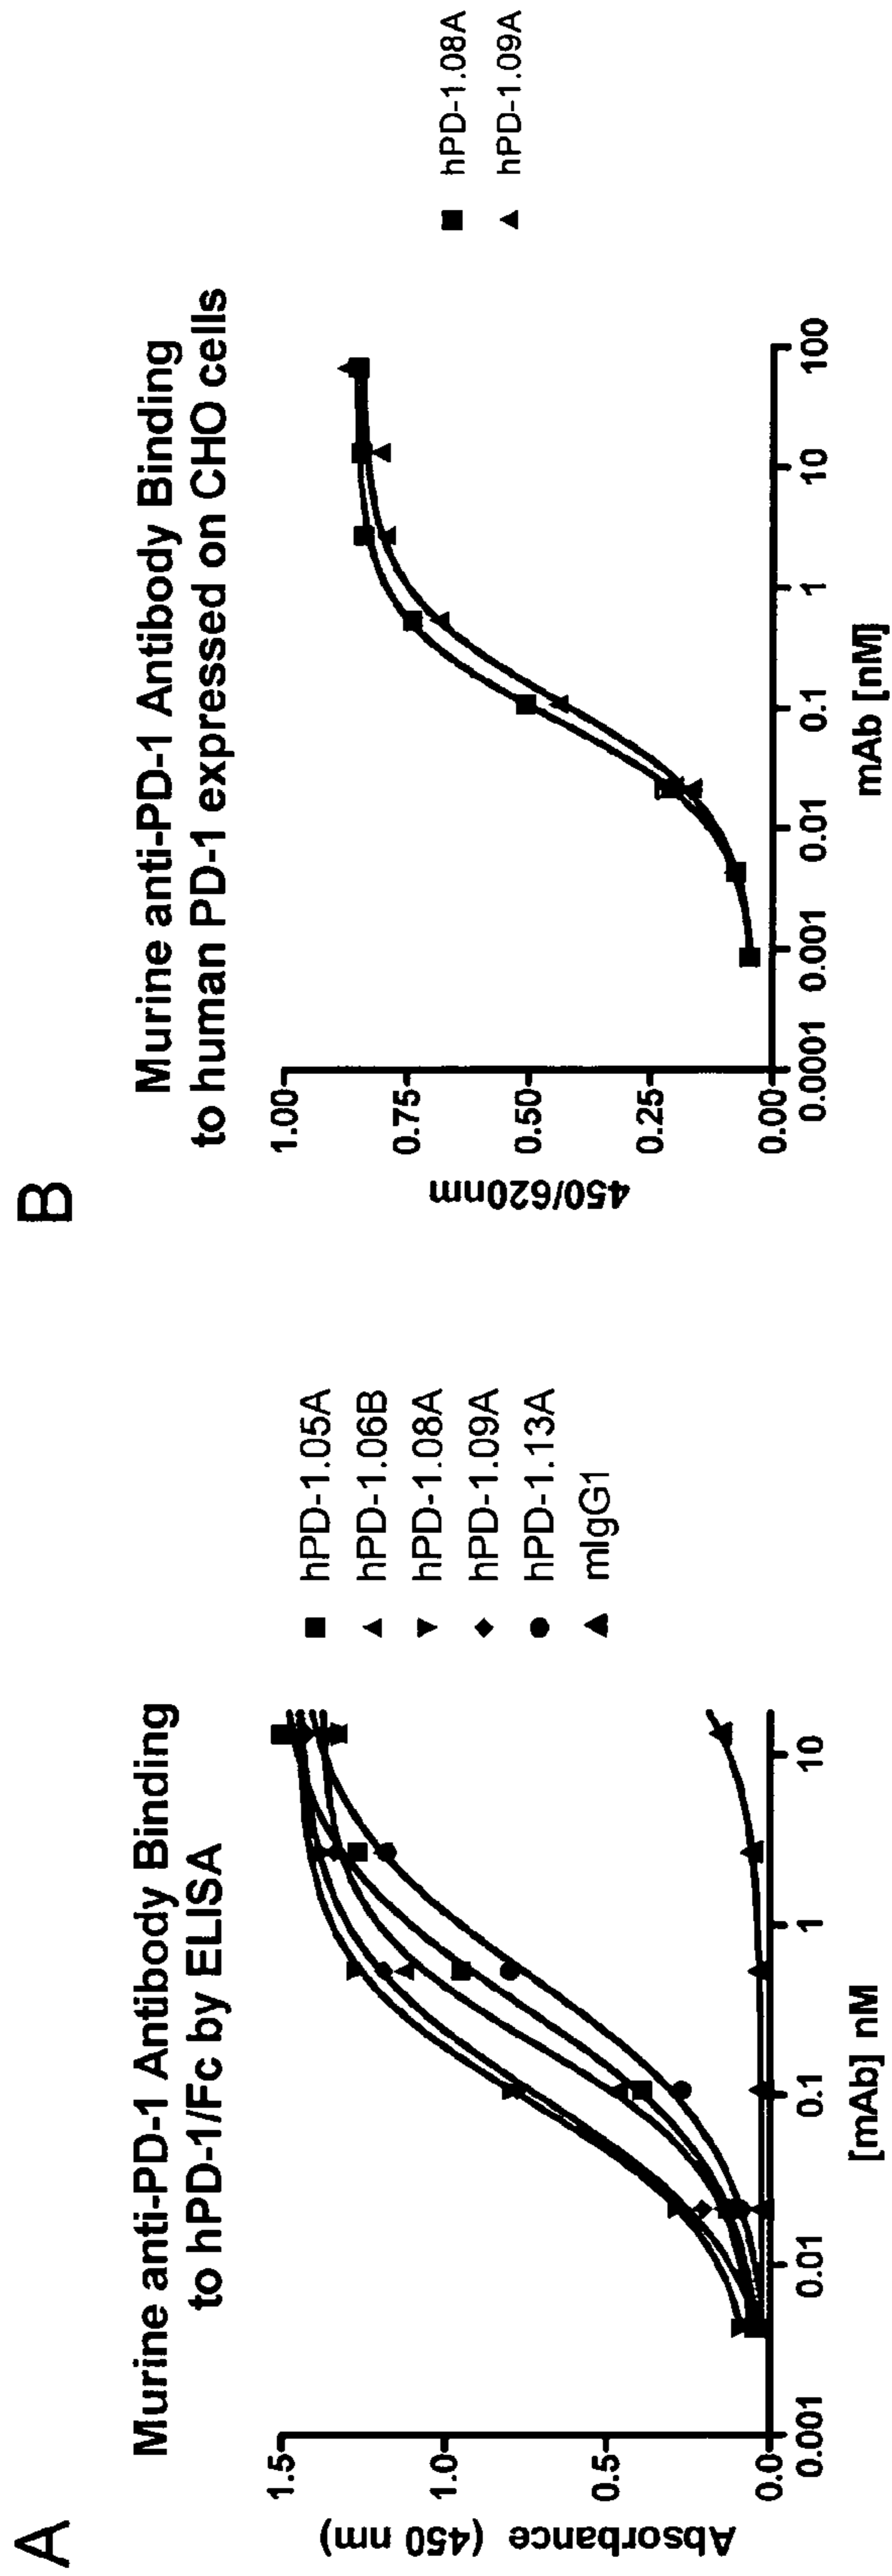 A
Murine anti-PD-1 Antibody Binding
to hPD-1/Fc by ELISA
Absorbance (450 nm)
1.5
1.0
0.5
0.0
0.001
0.01
0.1
1
10
[mAb] nM
hPD-1.05A
hPD-1.06B
hPD-1.08A
hPD-1.09A
hPD-1.13A
mIgG1
B
Murine anti-PD-1 Antibody Binding
to human PD-1 expressed on CHO cells
450/620nm
1.00
0.75
0.50
0.25
0.00
0.0001
0.001
0.01
0.1
1
10
100
mAb [nM]
hPD-1.08A
hPD-1.09A